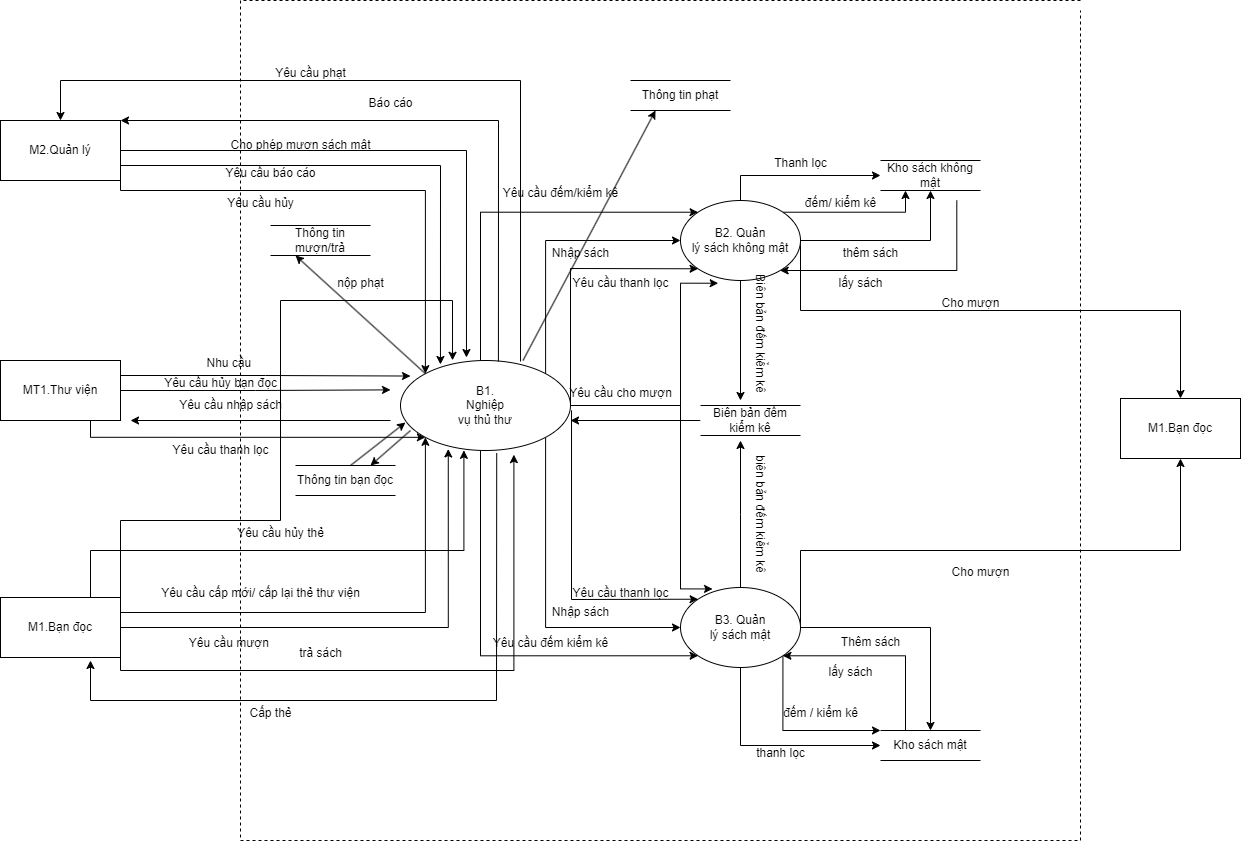 Yêu cầu phạt
Thông tin phạt
Báo cáo
M2.Quản lý
Cho phép mươn sách mât
Yêu cầu báo cáo
Yêu cầu hủy
Thanh lọc
Kho sách không
mật
Yêu cầu đếm/kiểm kê
đếm/ kiểm kê
Thông tin
mượn/trả
B2. Quản
lý sách không mật
Nhập sách
thêm sách
nộp phạt
Yêu cầu thanh lọc
lấy sách
Biên bản đếm kiểm kê
Cho mượn
Nhu cầu
Yêu cầu hủy bạn đọc
MT1.Thư viện
B1.
Nghiệp
vụ thủ thư
Yêu cầu cho mượn
Yêu cầu nhập sách
Biên bản đếm
kiểm kê
M1.Bạn đọc
Yêu cầu thanh lọc
Thông tin bạn đọc
biên bản đếm kiểm kê
Yêu cầu hủy thẻ
Cho mượn
Yêu cầu cấp mới/ cấp lại thẻ thư viện
Yêu cầu thanh lọc
Nhập sách
M1.Bạn đọc
B3. Quản
lý sách mật
Yêu cầu mượn
Yêu cầu đếm kiểm kê
Thêm sách
trả sách
lấy sách
Cấp thẻ
đếm / kiểm kê
Kho sách mật
thanh lọc